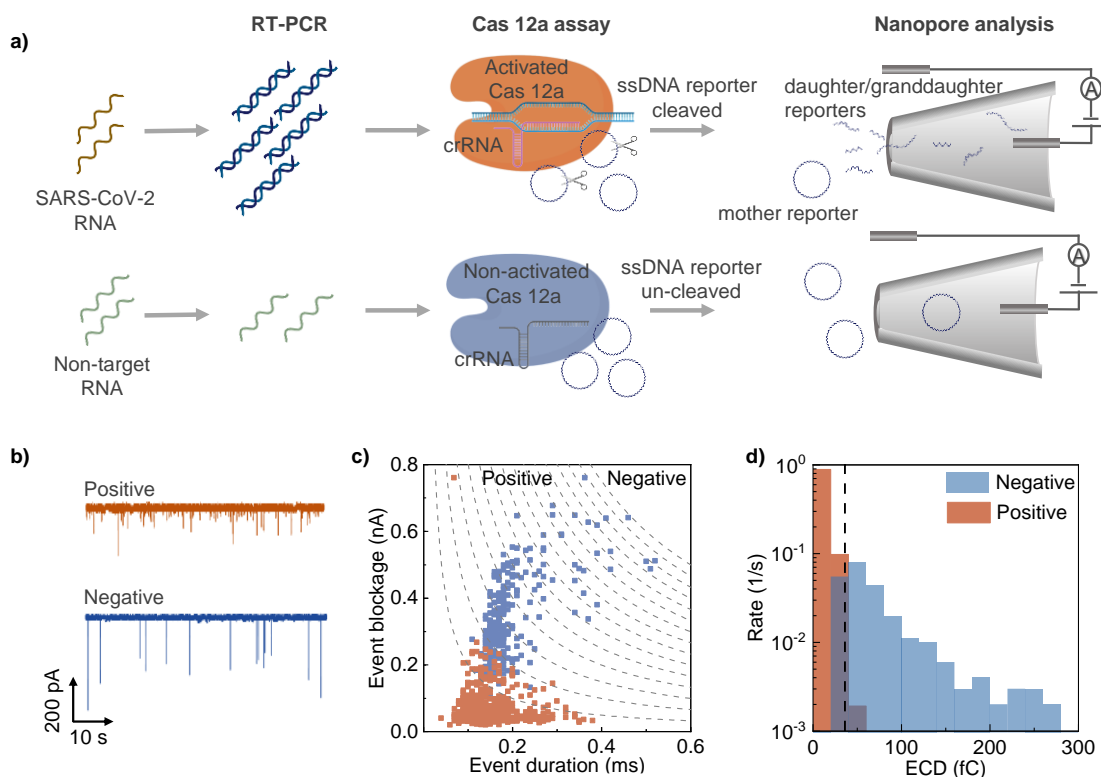 a)
RT-PCR
Cas 12a assay
Nanopore analysis
SARS-CoV-2
RNA
Activated
Cas 12a
crRNA
ssDNA reporter
cleaved
daughter/granddaughter
reporters
A
mother reporter
Non-target
RNA
Non-activated
Cas 12a
crRNA
ssDNA reporter
un-cleaved
A
b)
Positive
Negative
200 pA
10 s
c)
Positive
Negative
Event blockage (nA)
0.8
0.6
0.4
0.2
0.0
0.2
0.4
0.6
Event duration (ms)
d)
Negative
Positive
Rate (1/s)
10⁰
10⁻¹
10⁻²
10⁻³
0
100
200
300
ECD (fC)